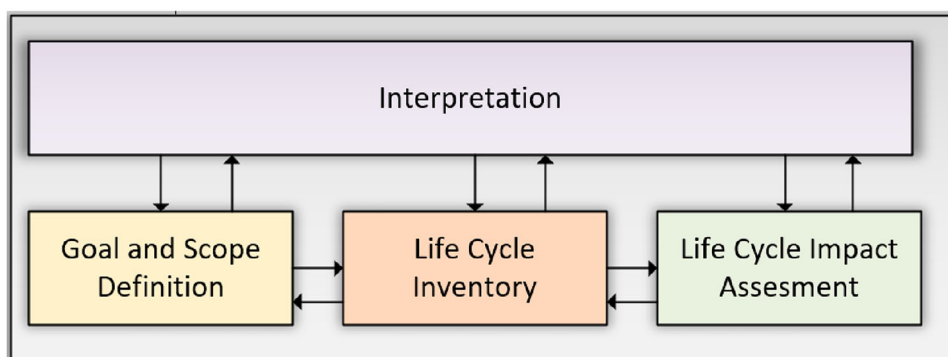 Interpretation
Goal and Scope
Definition
Life Cycle
Inventory
Life Cycle Impact
Assesment